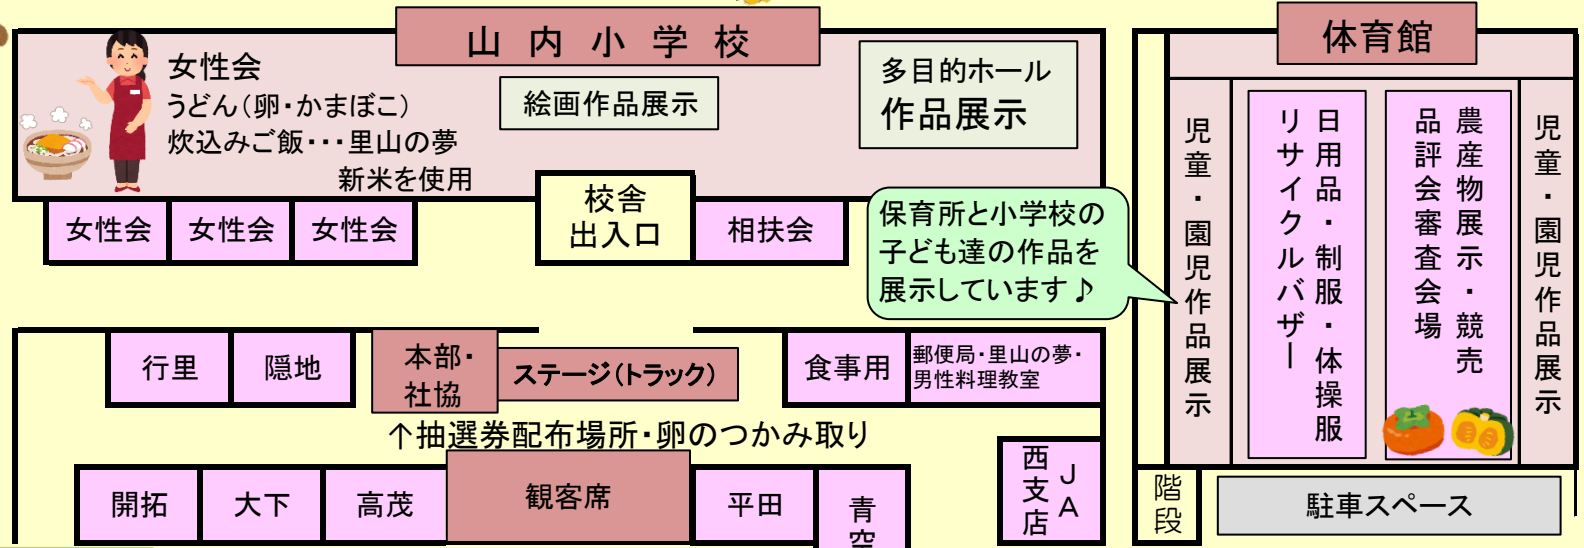 山内小学校
女性会
うどん（卵・かまぼこ）
炊込みご飯・・・里山の夢
新米を使用
絵画作品展示
多目的ホール
作品展示
女性会
女性会
女性会
校舎
出入口
相扶会
保育所と小学校の
子ども達の作品を
展示しています♪
体育館
児童・園児作品展示
日用品・制服・体操服
リサイクルバザー
農産物展示・競売
品評会審査会場
児童・園児作品展示
行里
隠地
本部・
社協
ステージ（トラック）
食事用
郵便局・里山の夢・
男性料理教室
↑抽選券配布場所・卵のつかみ取り
開拓
大下
高茂
観客席
平田
青空
JA
西支店
階段
駐車スペース